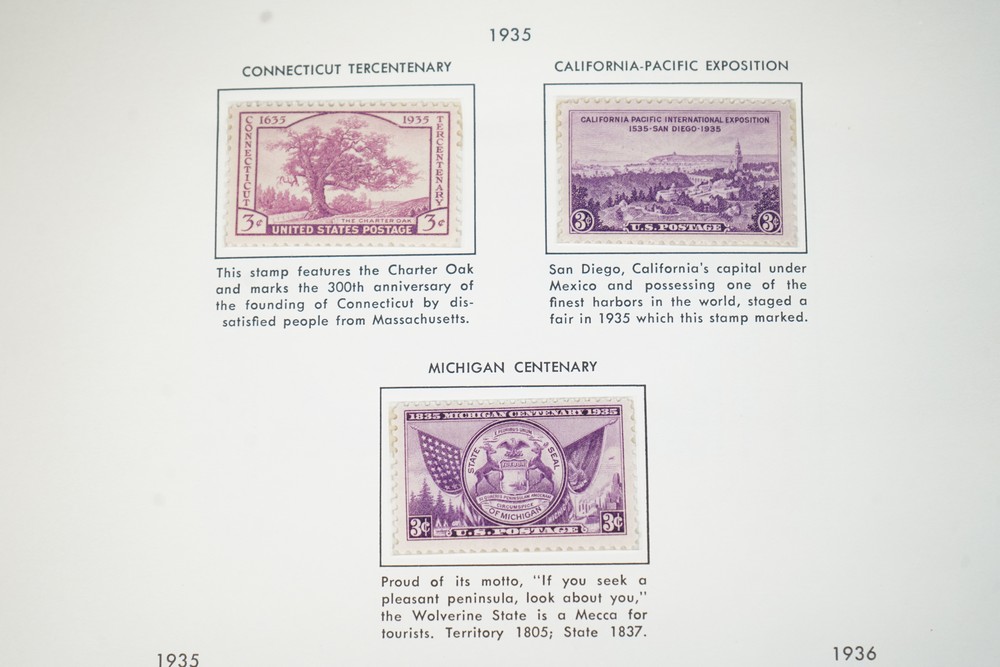 1935
CONNECTICUT TERCENTENARY
1635 1935
CONNECTICUT
TERCENTENARY
THE CHARTER OAK
3¢ 3¢
UNITED STATES POSTAGE
This stamp features the Charter Oak
and marks the 300th anniversary of
the founding of Connecticut by dis-
satisfied people from Massachusetts.
CALIFORNIA-PACIFIC EXPOSITION
CALIFORNIA PACIFIC INTERNATIONAL EXPOSITION
1535-SAN DIEGO-1935
3¢ 3¢
U.S. POSTAGE
San Diego, California's capital under
Mexico and possessing one of the
finest harbors in the world, staged a
fair in 1935 which this stamp marked.
MICHIGAN CENTENARY
1835 MICHIGAN CENTENARY 1935
E PLURIBUS UNUM
STATE SEAL
TUEBOR
CIRCUMSPICE
OF MICHIGAN
3¢ 3¢
U.S. POSTAGE
Proud of its motto, "If you seek a
pleasant peninsula, look about you,"
the Wolverine State is a Mecca for
tourists. Territory 1805; State 1837.
1935
1936